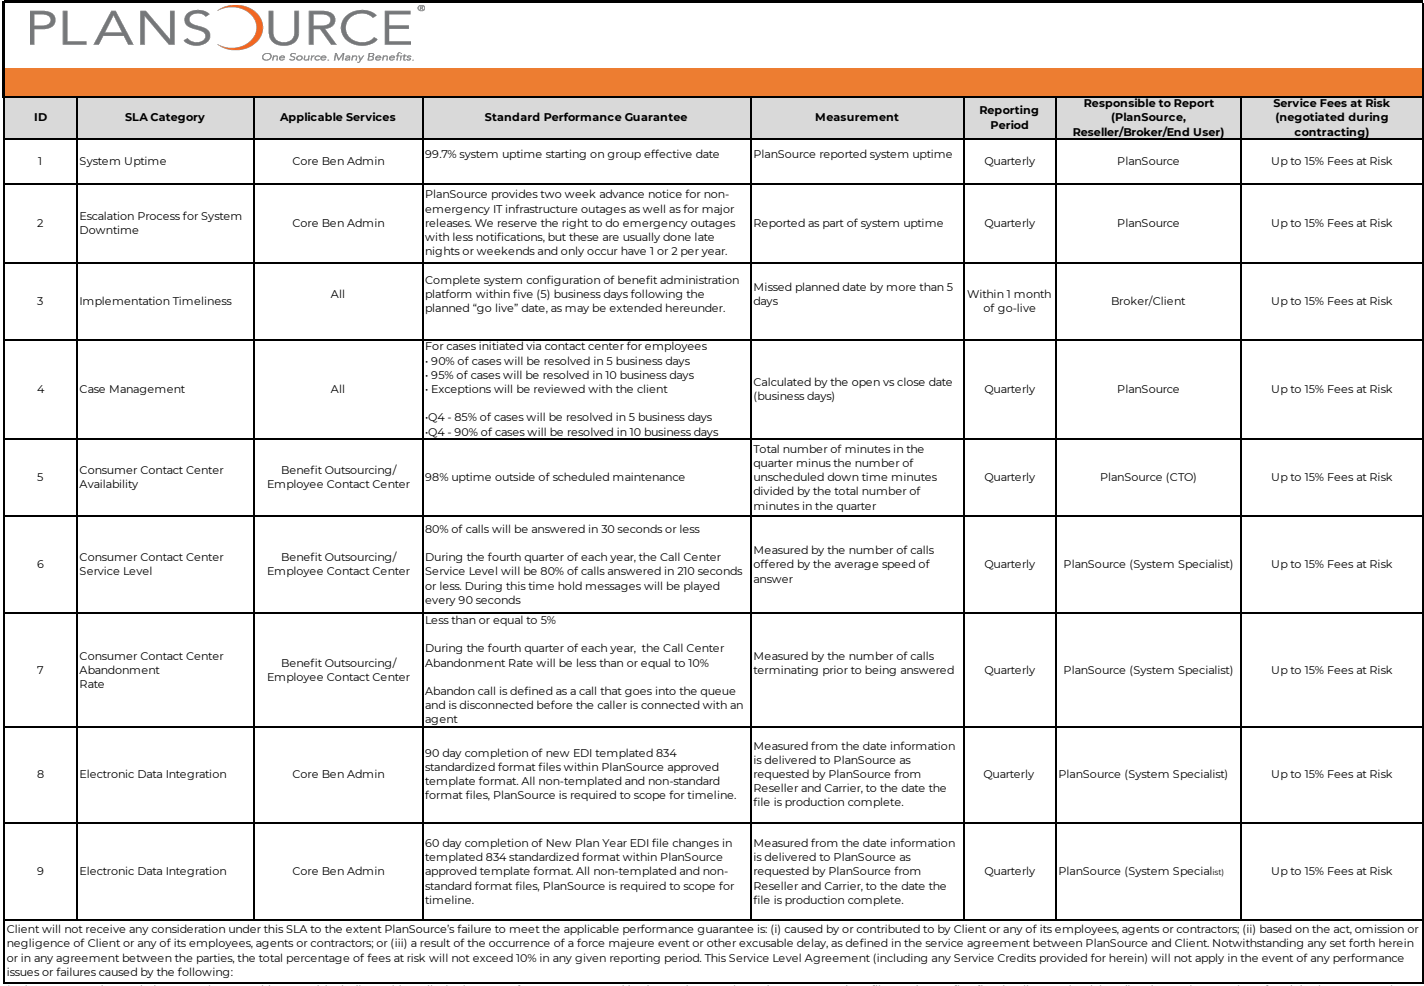 PLANSOURCE®
One Source. Many Benefits.
ID
SLA Category
Applicable Services
Standard Performance Guarantee
Measurement
Reporting
Period
Responsible to Report
(PlanSource,
Reseller/Broker/End User)
Service Fees at Risk
(negotiated during
contracting)
1
System Uptime
Core Ben Admin
99.7% system uptime starting on group effective date
PlanSource reported system uptime
Quarterly
PlanSource
Up to 15% Fees at Risk
2
Escalation Process for System
Downtime
Core Ben Admin
PlanSource provides two week advance notice for non-
emergency IT infrastructure outages as well as for major
releases. We reserve the right to do emergency outages
with less notifications, but these are usually done late
nights or weekends and only occur have 1 or 2 per year.
Reported as part of system uptime
Quarterly
PlanSource
Up to 15% Fees at Risk
3
Implementation Timeliness
All
Complete system configuration of benefit administration
platform within five (5) business days following the
planned “go live” date, as may be extended hereunder.
Missed planned date by more than 5
days
Within 1 month
of go-live
Broker/Client
Up to 15% Fees at Risk
4
Case Management
All
For cases initiated via contact center for employees
• 90% of cases will be resolved in 5 business days
• 95% of cases will be resolved in 10 business days
• Exceptions will be reviewed with the client
•Q4 - 85% of cases will be resolved in 5 business days
•Q4 - 90% of cases will be resolved in 10 business days
Calculated by the open vs close date
(business days)
Quarterly
PlanSource
Up to 15% Fees at Risk
5
Consumer Contact Center
Availability
Benefit Outsourcing/
Employee Contact Center
98% uptime outside of scheduled maintenance
Total number of minutes in the
quarter minus the number of
unscheduled down time minutes
divided by the total number of
minutes in the quarter
Quarterly
PlanSource (CTO)
Up to 15% Fees at Risk
6
Consumer Contact Center
Service Level
Benefit Outsourcing/
Employee Contact Center
80% of calls will be answered in 30 seconds or less
During the fourth quarter of each year, the Call Center
Service Level will be 80% of calls answered in 210 seconds
or less. During this time hold messages will be played
every 90 seconds
Measured by the number of calls
offered by the average speed of
answer
Quarterly
PlanSource (System Specialist)
Up to 15% Fees at Risk
7
Consumer Contact Center
Abandonment
Rate
Benefit Outsourcing/
Employee Contact Center
Less than or equal to 5%
During the fourth quarter of each year, the Call Center
Abandonment Rate will be less than or equal to 10%
Abandon call is defined as a call that goes into the queue
and is disconnected before the caller is connected with an
agent
Measured by the number of calls
terminating prior to being answered
Quarterly
PlanSource (System Specialist)
Up to 15% Fees at Risk
8
Electronic Data Integration
Core Ben Admin
90 day completion of new EDI templated 834
standardized format files within PlanSource approved
template format. All non-templated and non-standard
format files, PlanSource is required to scope for timeline.
Measured from the date information
is delivered to PlanSource as
requested by PlanSource from
Reseller and Carrier, to the date the
file is production complete.
Quarterly
PlanSource (System Specialist)
Up to 15% Fees at Risk
9
Electronic Data Integration
Core Ben Admin
60 day completion of New Plan Year EDI file changes in
templated 834 standardized format within PlanSource
approved template format. All non-templated and non-
standard format files, PlanSource is required to scope for
timeline.
Measured from the date information
is delivered to PlanSource as
requested by PlanSource from
Reseller and Carrier, to the date the
file is production complete.
Quarterly
PlanSource (System Specialist)
Up to 15% Fees at Risk
Client will not receive any consideration under this SLA to the extent PlanSource’s failure to meet the applicable performance guarantee is: (i) caused by or contributed to by Client or any of its employees, agents or contractors; (ii) based on the act, omission or
negligence of Client or any of its employees, agents or contractors; or (iii) a result of the occurrence of a force majeure event or other excusable delay, as defined in the service agreement between PlanSource and Client. Notwithstanding any set forth herein
or in any agreement between the parties, the total percentage of fees at risk will not exceed 10% in any given reporting period. This Service Level Agreement (including any Service Credits provided for herein) will not apply in the event of any performance
issues or failures caused by the following: